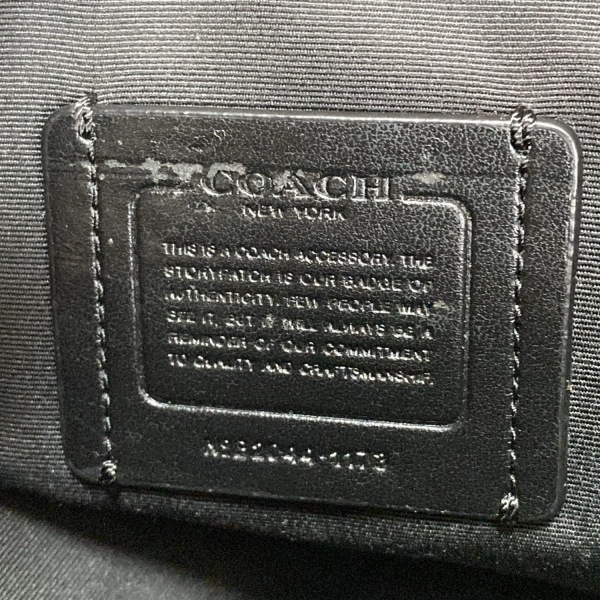 COACH
NEW YORK
THIS IS A COACH ACCESSORY. THE
STORYPATCH IS OUR BADGE OF
AUTHENTICITY. FEW PEOPLE MAY
SEE IT, BUT IT WILL ALWAYS BE A
REMINDER OF OUR COMMITMENT
TO QUALITY AND CRAFTSMANSHIP.